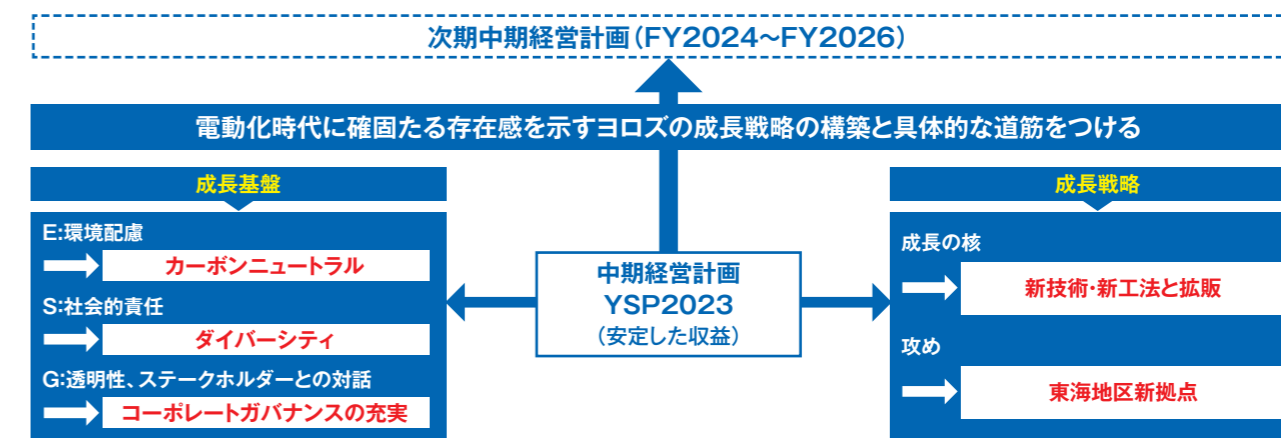 次期中期経営計画(FY2024～FY2026)
電動化時代に確固たる存在感を示すヨロズの成長戦略の構築と具体的な道筋をつける
成長基盤
E:環境配慮
カーボンニュートラル
S:社会的責任
ダイバーシティ
G:透明性、ステークホルダーとの対話
コーポレートガバナンスの充実
中期経営計画
YSP2023
(安定した収益)
成長戦略
成長の核
新技術・新工法と拡販
攻め
東海地区新拠点